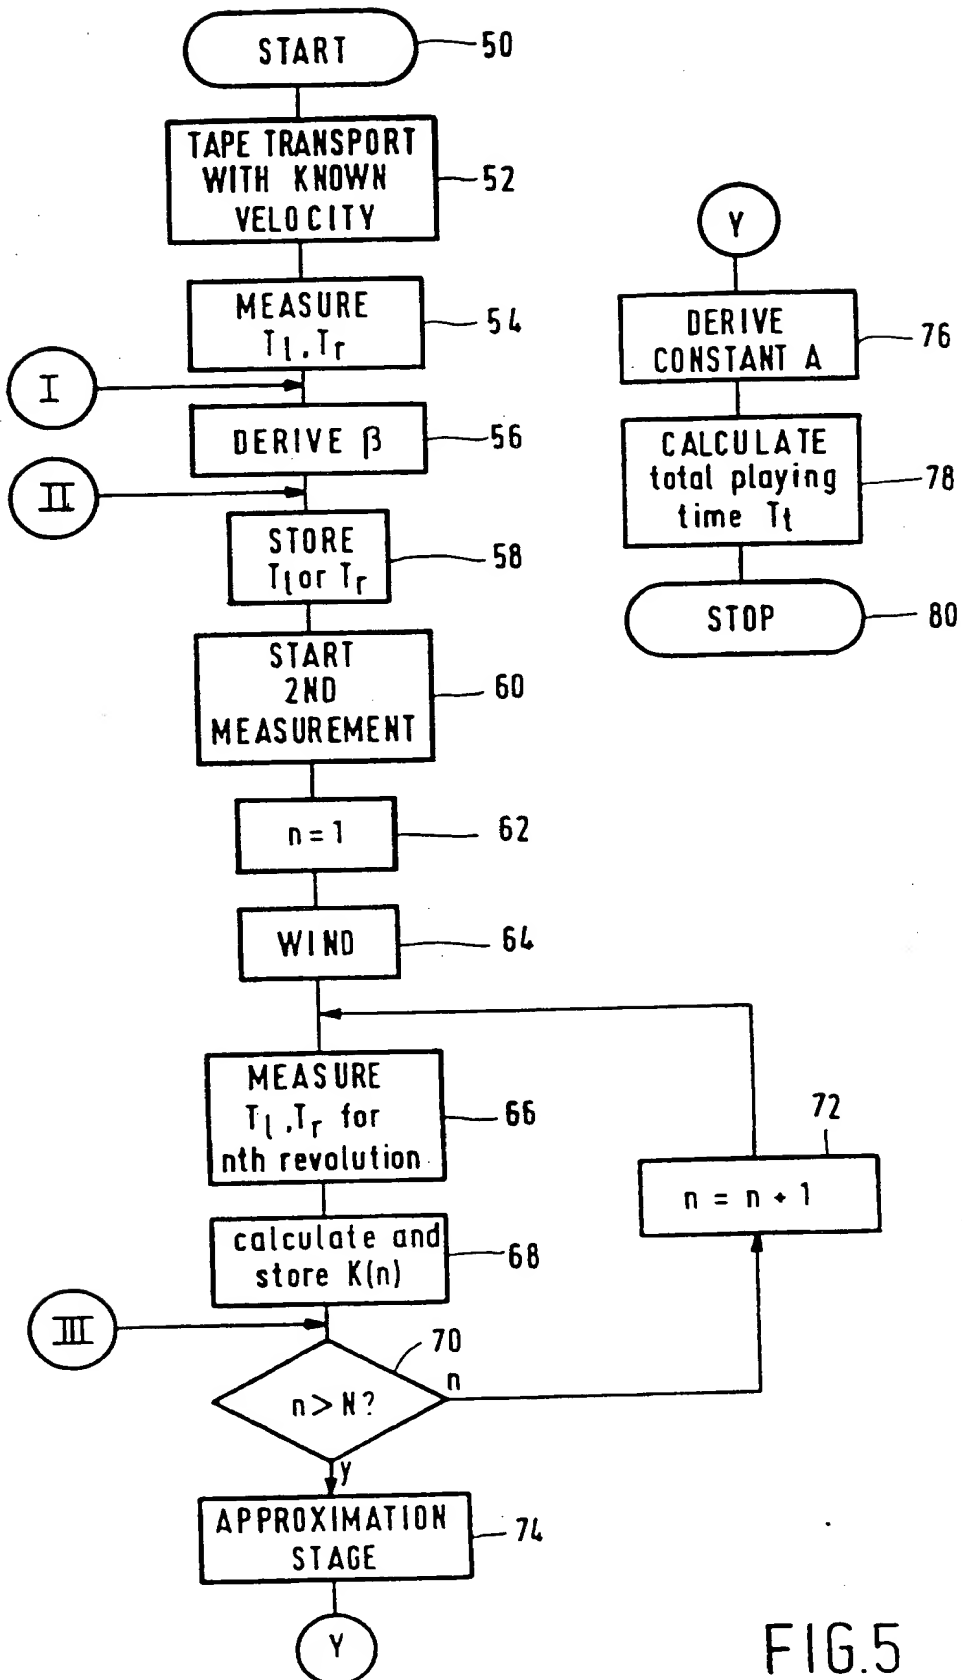 START
50
TAPE TRANSPORT
WITH KNOWN
VELOCITY
52
MEASURE
Tl, Tr
54
I
DERIVE β
56
II
STORE
Tl or Tr
58
START
2ND
MEASUREMENT
60
n = 1
62
WIND
64
MEASURE
Tl, Tr for
nth revolution
66
calculate and
store K(n)
68
III
70
n > N?
n
y
72
n = n + 1
APPROXIMATION
STAGE
74
Y
Y
DERIVE
CONSTANT A
76
CALCULATE
total playing
time Tt
78
STOP
80
FIG.5